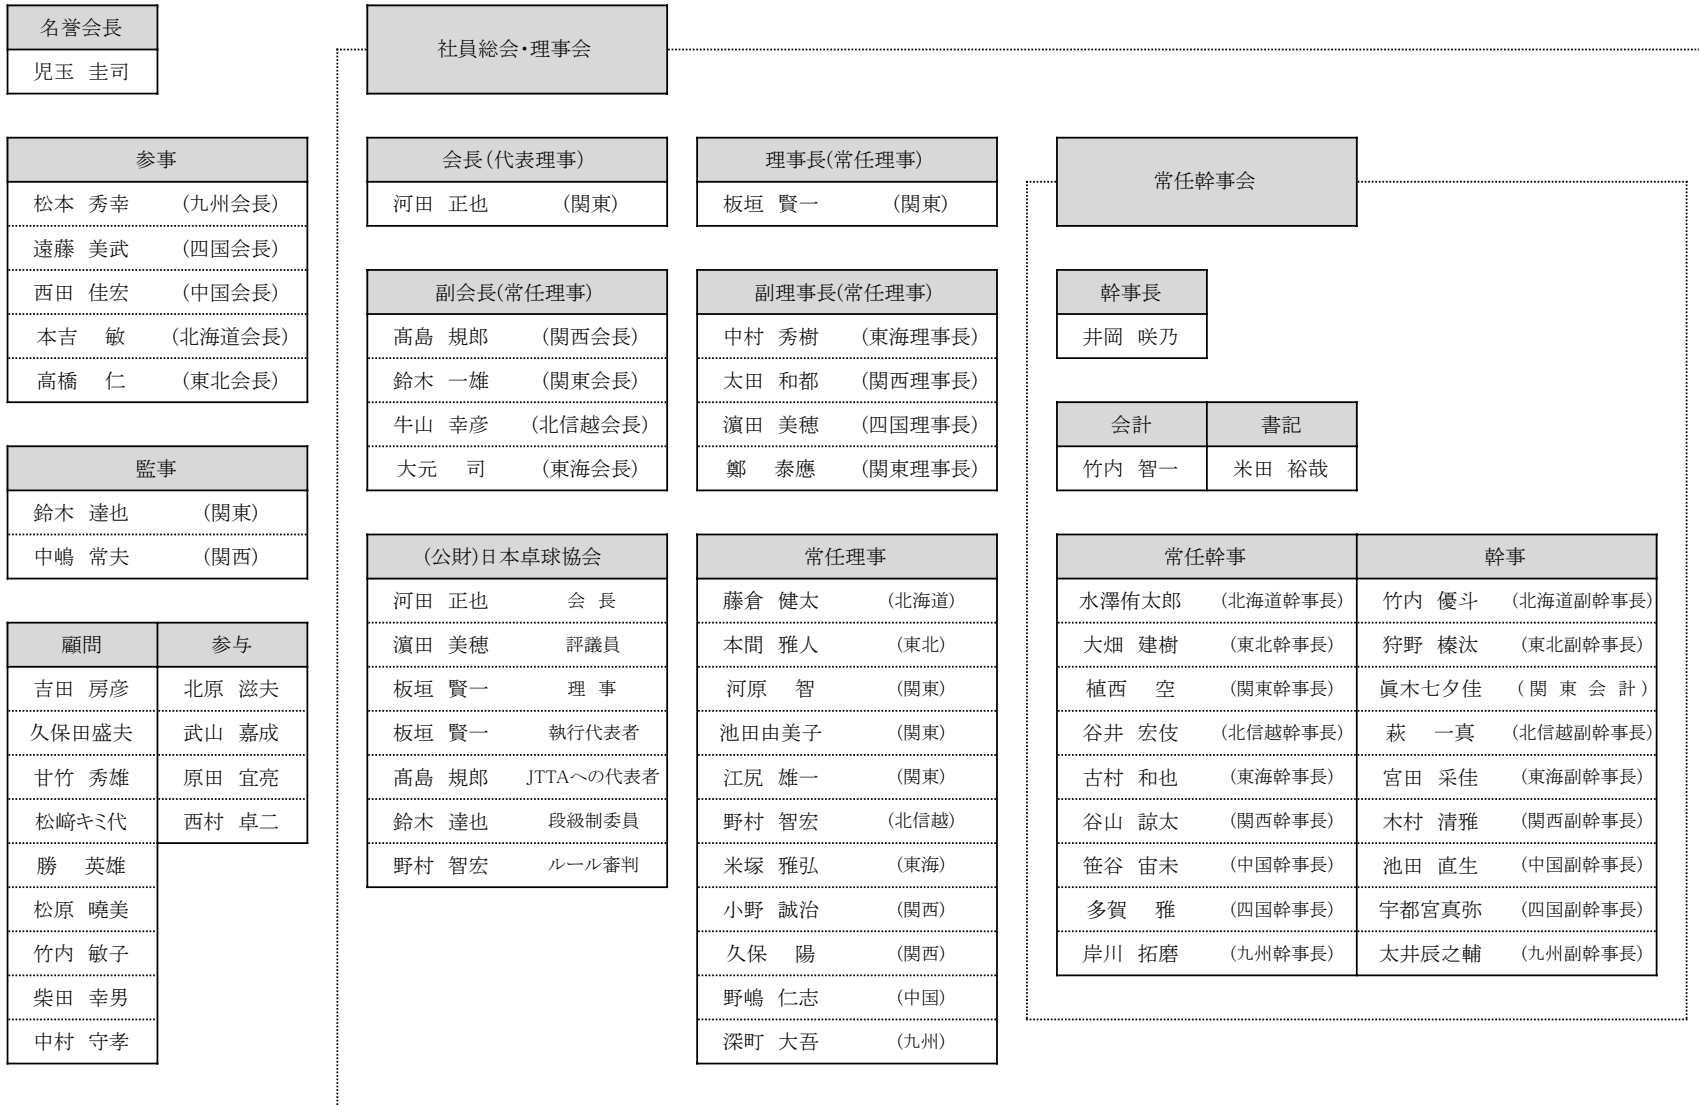 名誉会長
児玉 圭司
参事
松本 秀幸 (九州会長)
遠藤 美武 (四国会長)
西田 佳宏 (中国会長)
本吉 敏 (北海道会長)
高橋 仁 (東北会長)
監事
鈴木 達也 (関東)
中嶋 常夫 (関西)
顧問 参与
吉田 房彦 北原 滋夫
久保田盛夫 武山 嘉成
甘竹 秀雄 原田 宜亮
松﨑キミ代 西村 卓二
勝 英雄
松原 曉美
竹内 敏子
柴田 幸男
中村 守孝
社員総会・理事会
会長(代表理事)
河田 正也 (関東)
副会長(常任理事)
髙島 規郎 (関西会長)
鈴木 一雄 (関東会長)
牛山 幸彦 (北信越会長)
大元 司 (東海会長)
(公財)日本卓球協会
河田 正也 会 長
濵田 美穂 評議員
板垣 賢一 理 事
板垣 賢一 執行代表者
髙島 規郎 JTTAへの代表者
鈴木 達也 段級制委員
野村 智宏 ルール審判
理事長(常任理事)
板垣 賢一 (関東)
副理事長(常任理事)
中村 秀樹 (東海理事長)
太田 和都 (関西理事長)
濵田 美穂 (四国理事長)
鄭 泰應 (関東理事長)
常任理事
藤倉 健太 (北海道)
本間 雅人 (東北)
河原 智 (関東)
池田由美子 (関東)
江尻 雄一 (関東)
野村 智宏 (北信越)
米塚 雅弘 (東海)
小野 誠治 (関西)
久保 陽 (関西)
野嶋 仁志 (中国)
深町 大吾 (九州)
常任幹事会
幹事長
井岡 咲乃
会計 書記
竹内 智一 米田 裕哉
常任幹事 幹事
水澤侑太郎 (北海道幹事長) 竹内 優斗 (北海道副幹事長)
大畑 建樹 (東北幹事長) 狩野 榛汰 (東北副幹事長)
植西 空 (関東幹事長) 眞木七夕佳 (関 東 会 計)
谷井 宏伎 (北信越幹事長) 萩 一真 (北信越副幹事長)
古村 和也 (東海幹事長) 宮田 采佳 (東海副幹事長)
谷山 諒太 (関西幹事長) 木村 清雅 (関西副幹事長)
笹谷 宙未 (中国幹事長) 池田 直生 (中国副幹事長)
多賀 雅 (四国幹事長) 宇都宮真弥 (四国副幹事長)
岸川 拓磨 (九州幹事長) 太井辰之輔 (九州副幹事長)